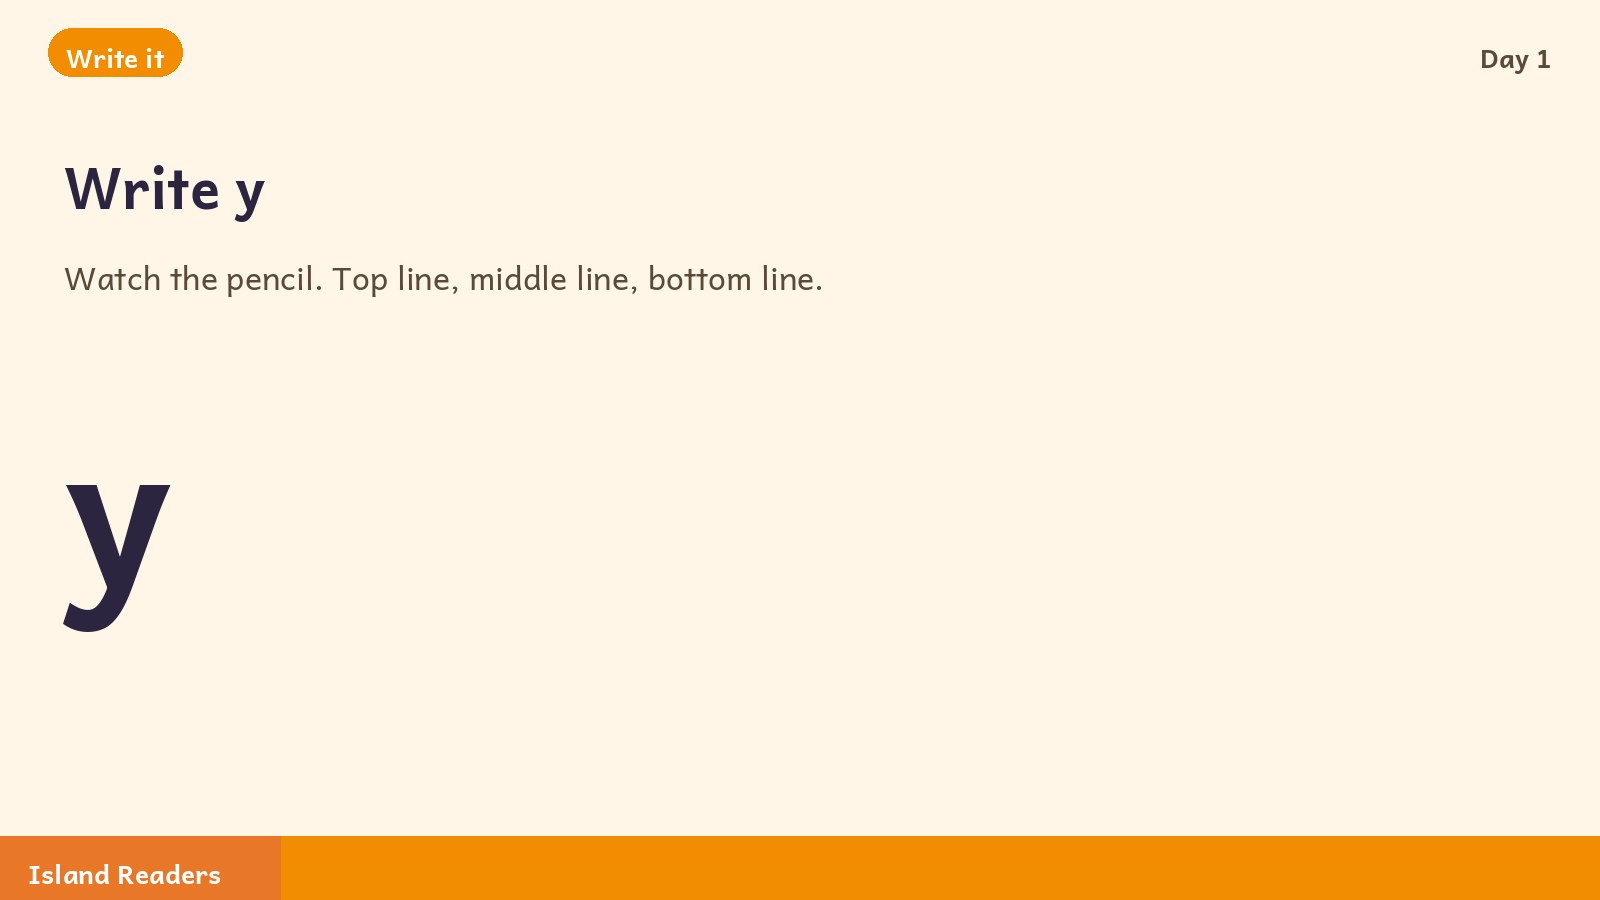 Write it
Day 1
Write y
Watch the pencil. Top line, middle line, bottom line.
y
Island Readers